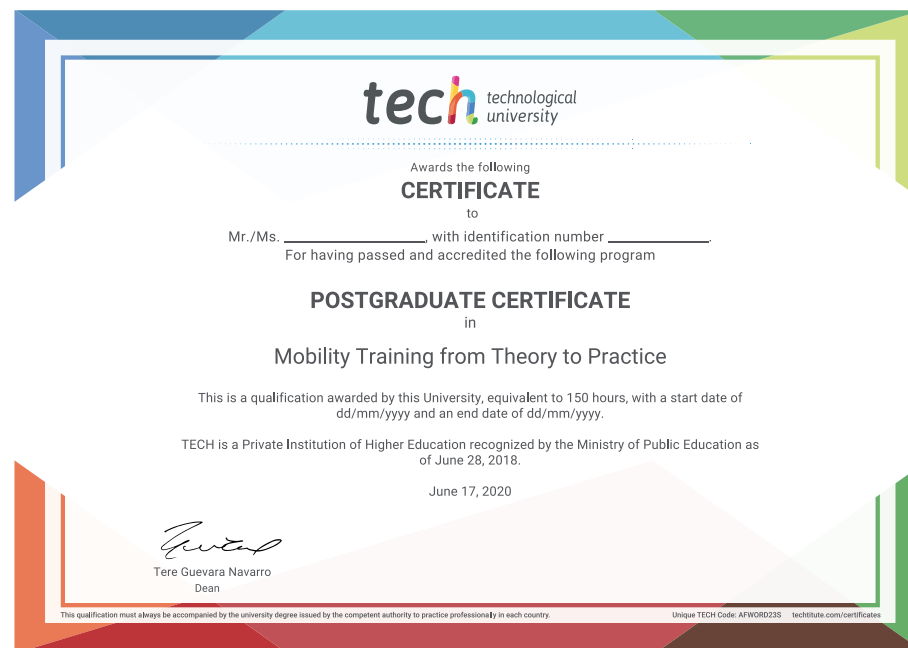 tech technological
university
Awards the following
CERTIFICATE
to
Mr./Ms. ____________________, with identification number ______________.
For having passed and accredited the following program
POSTGRADUATE CERTIFICATE
in
Mobility Training from Theory to Practice
This is a qualification awarded by this University, equivalent to 150 hours, with a start date of
dd/mm/yyyy and an end date of dd/mm/yyyy.
TECH is a Private Institution of Higher Education recognized by the Ministry of Public Education as
of June 28, 2018.
June 17, 2020
Tere Guevara Navarro
Dean
This qualification must always be accompanied by the university degree issued by the competent authority to practice professionally in each country. Unique TECH Code: AFWORD23S techtitute.com/certificates